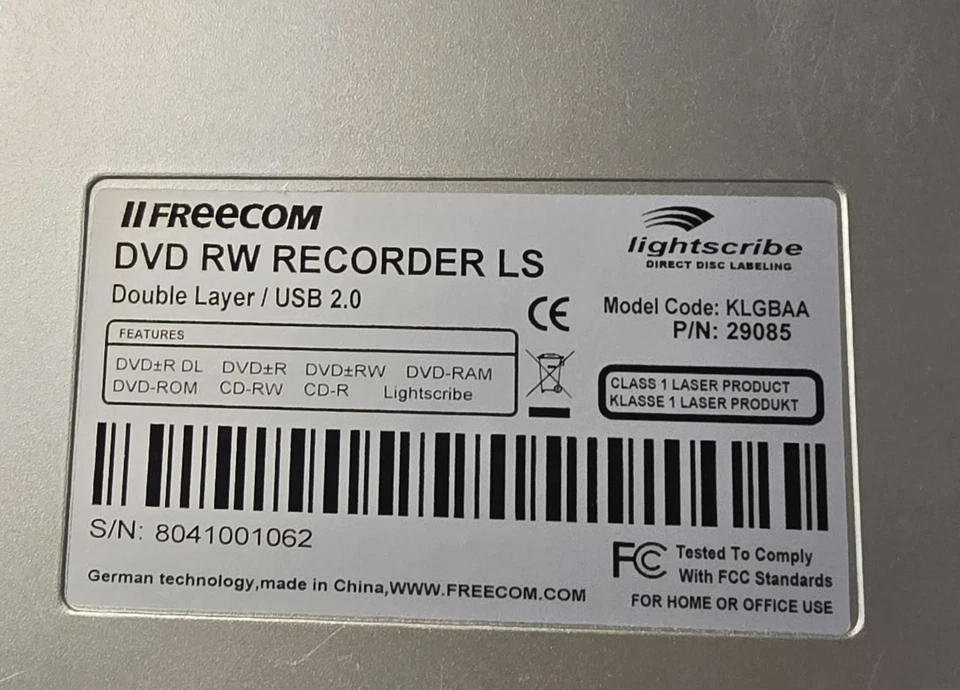 FREECOM
lightscribe
DIRECT DISC LABELING
DVD RW RECORDER LS
Double Layer / USB 2.0
CE
Model Code: KLGBAA
P/N: 29085
FEATURES
DVD±R DL DVD±R DVD±RW DVD-RAM
DVD-ROM CD-RW CD-R Lightscribe
CLASS 1 LASER PRODUCT
KLASSE 1 LASER PRODUKT
S/N: 8041001062
FC Tested To Comply
With FCC Standards
German technology,made in China,WWW.FREECOM.COM
FOR HOME OR OFFICE USE